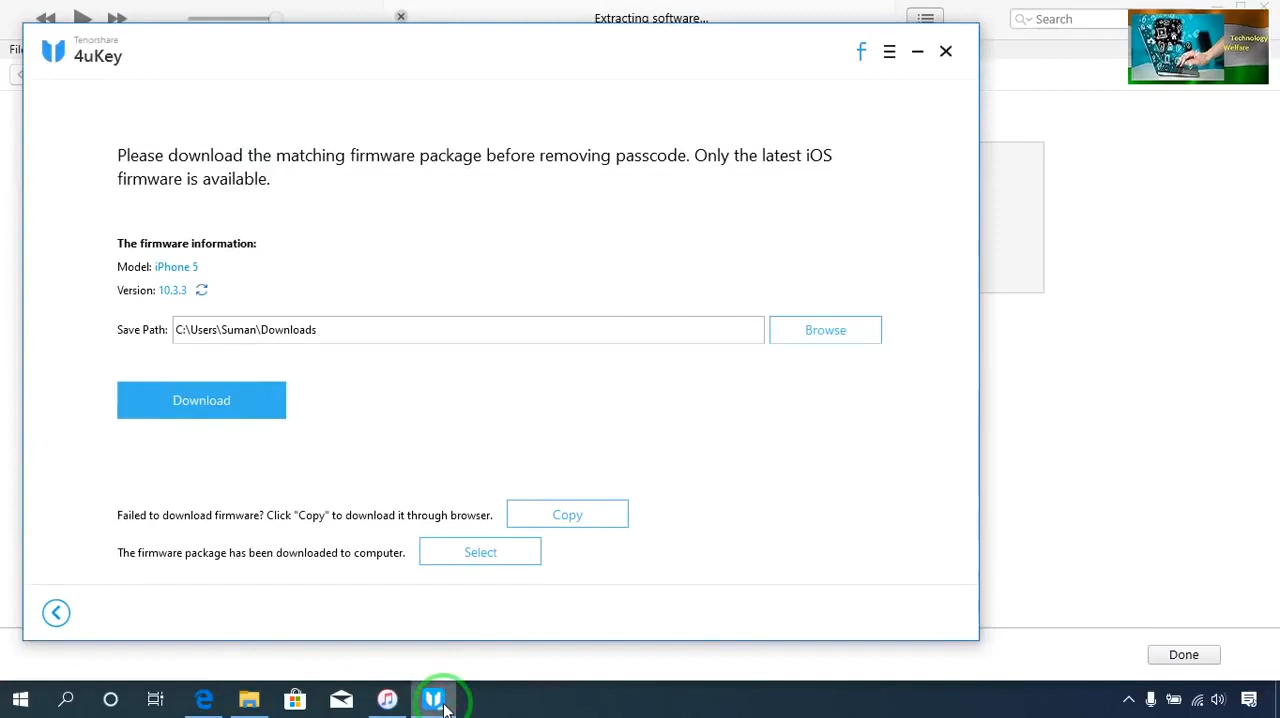 Extracting software...
Search
Technology
Welfare
Tenorshare
4uKey
Please download the matching firmware package before removing passcode. Only the latest iOS
firmware is available.
The firmware information:
Model: iPhone 5
Version: 10.3.3
Save Path: C:\Users\Suman\Downloads
Browse
Download
Failed to download firmware? Click "Copy" to download it through browser. Copy
The firmware package has been downloaded to computer. Select
Done